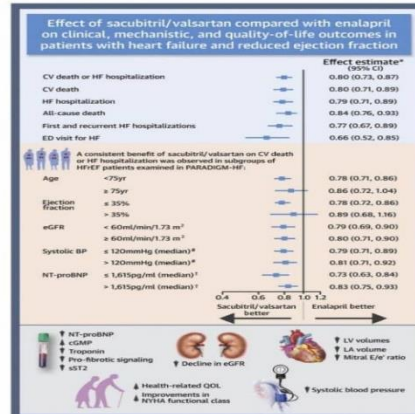 Effect of sacubitril/valsartan compared with enalapril
on clinical, mechanistic, and quality-of-life outcomes in
patients with heart failure and reduced ejection fraction
Effect estimate*
(95% CI)
CV death or HF hospitalization 0.80 (0.73, 0.87)
CV death 0.80 (0.71, 0.89)
HF hospitalization 0.79 (0.71, 0.89)
All-cause death 0.84 (0.76, 0.93)
First and recurrent HF hospitalizations 0.77 (0.67, 0.89)
ED visit for HF 0.66 (0.52, 0.85)
A consistent benefit of sacubitril/valsartan on CV death
or HF hospitalization was observed in subgroups of
HFrEF patients examined in PARADIGM-HF:
Age <75yr 0.78 (0.71, 0.86)
≥ 75yr 0.86 (0.72, 1.04)
Ejection
fraction ≤ 35% 0.78 (0.72, 0.86)
> 35% 0.89 (0.68, 1.16)
eGFR < 60ml/min/1.73 m² 0.79 (0.69, 0.90)
≥ 60ml/min/1.73 m² 0.80 (0.71, 0.90)
Systolic BP ≤ 120mmHg (median)# 0.79 (0.71, 0.89)
> 120mmHg (median)# 0.81 (0.71, 0.92)
NT-proBNP ≤ 1,615pg/ml (median)‡ 0.73 (0.63, 0.84)
> 1,615pg/ml (median)‡ 0.83 (0.75, 0.93)
0.4 0.6 0.8 1.0 1.2
Sacubitril/valsartan
better
Enalapril better
NT-proBNP
cGMP
Troponin
Pro-fibrotic signaling
sST2
Decline in eGFR
LV volumes
LA volume
Mitral E/e' ratio
Health-related QOL
Improvements in
NYHA functional class
Systolic blood pressure